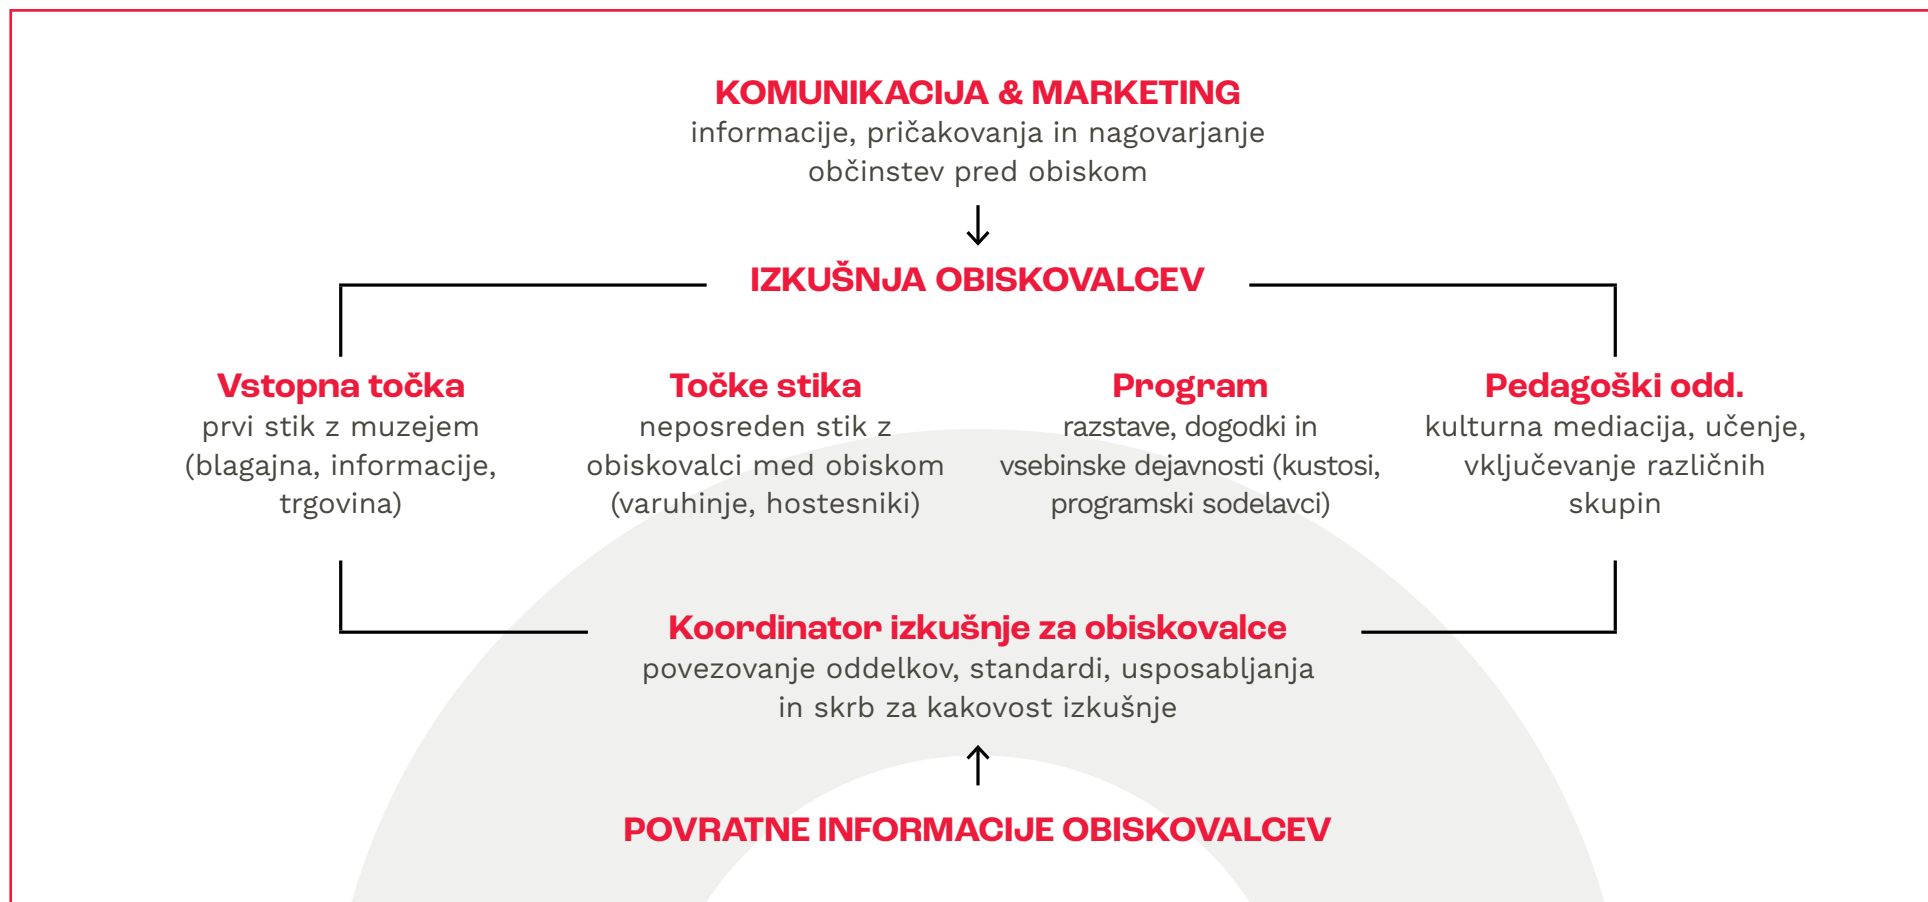 KOMUNIKACIJA & MARKETING
informacije, pričakovanja in nagovarjanje
občinstev pred obiskom
IZKUŠNJA OBISKOVALCEV
Vstopna točka
prvi stik z muzejem
(blagajna, informacije,
trgovina)
Točke stika
neposreden stik z
obiskovalci med obiskom
(varuhinje, hostesniki)
Program
razstave, dogodki in
vsebinske dejavnosti (kustosi,
programski sodelavci)
Pedagoški odd.
kulturna mediacija, učenje,
vključevanje različnih
skupin
Koordinator izkušnje za obiskovalce
povezovanje oddelkov, standardi, usposabljanja
in skrb za kakovost izkušnje
POVRATNE INFORMACIJE OBISKOVALCEV